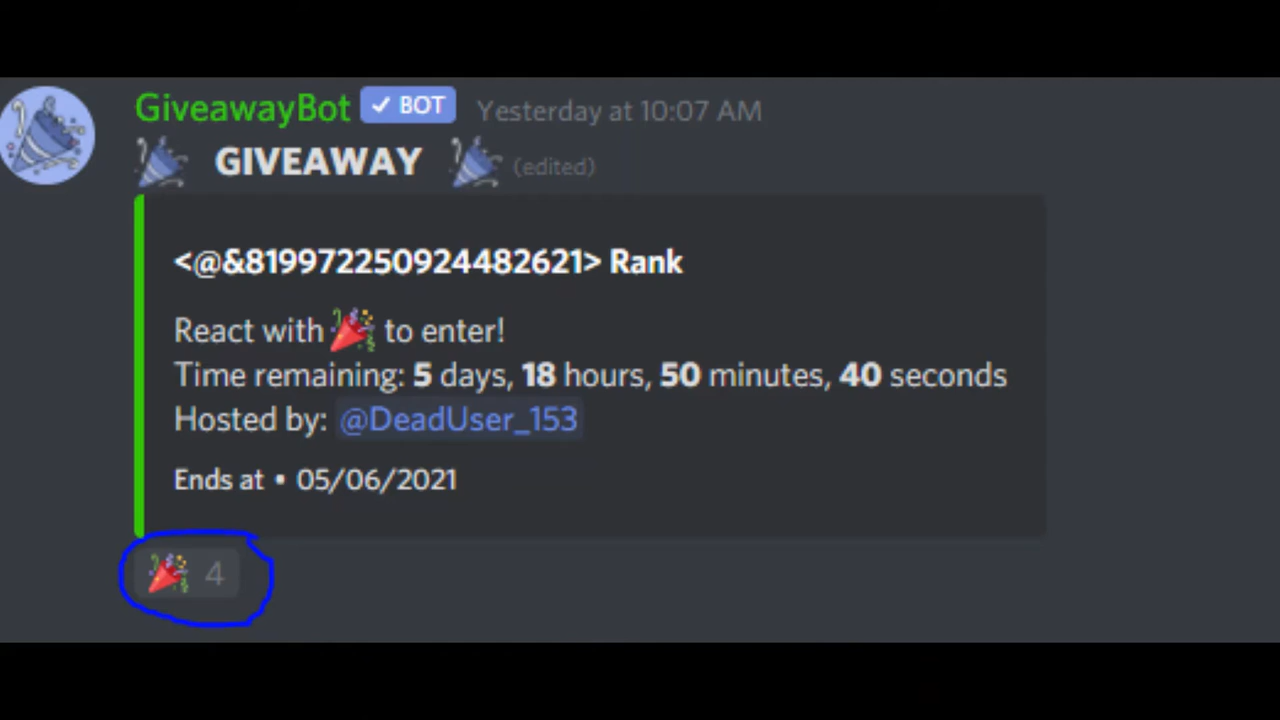 GiveawayBot ✓ BOT Yesterday at 10:07 AM
🎉 GIVEAWAY 🎉 (edited)
<@&819972250924482621> Rank
React with 🎉 to enter!
Time remaining: 5 days, 18 hours, 50 minutes, 40 seconds
Hosted by: @DeadUser_153
Ends at • 05/06/2021
🎉 4